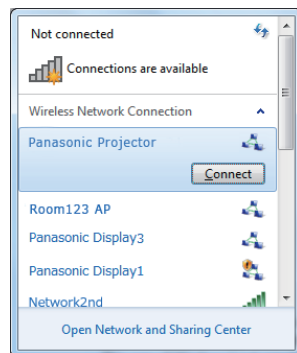 Not connected
Connections are available
Wireless Network Connection
Panasonic Projector
Connect
Room123 AP
Panasonic Display3
Panasonic Display1
Network2nd
Open Network and Sharing Center